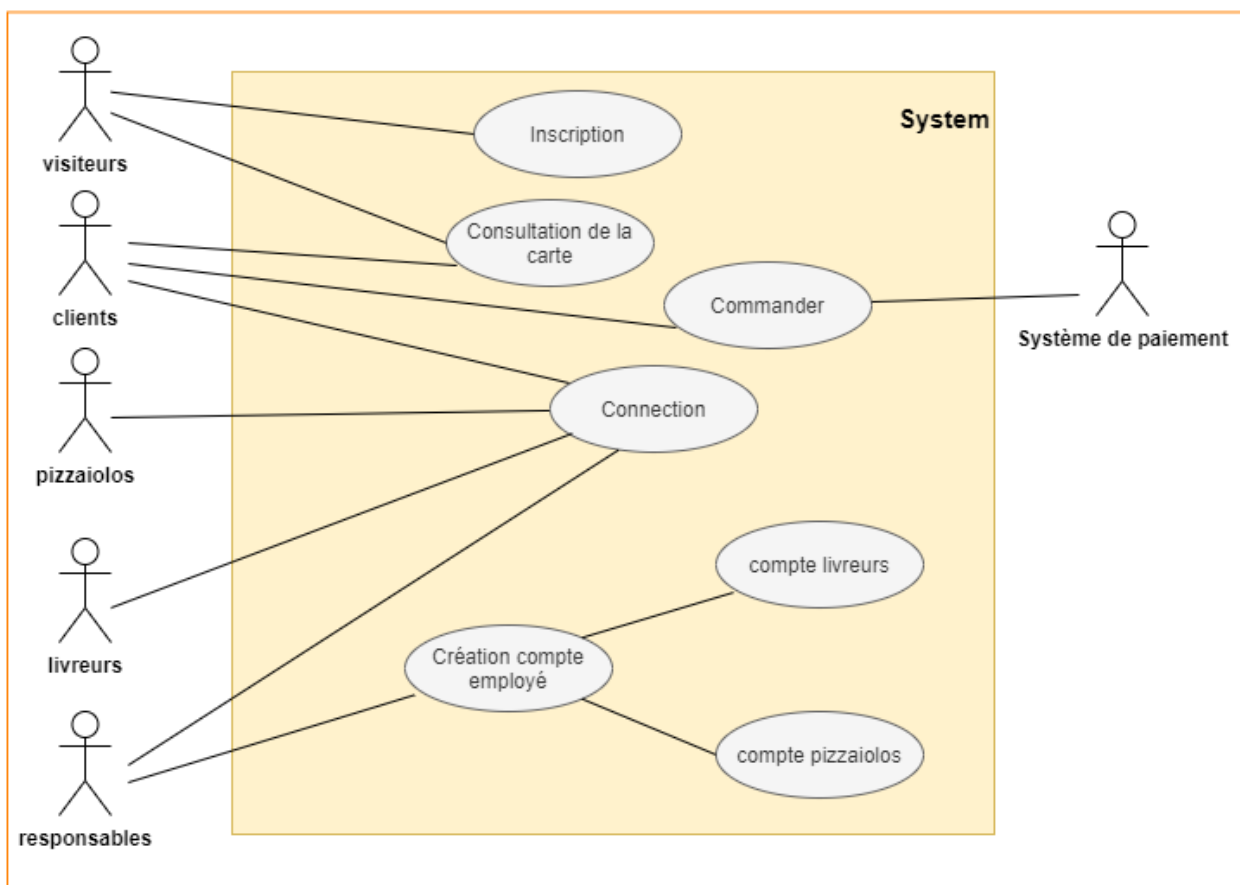 System
Inscription
visiteurs
Consultation de la
carte
Commander
clients
Système de paiement
Connection
pizzaiolos
compte livreurs
livreurs
Création compte
employé
compte pizzaiolos
responsables